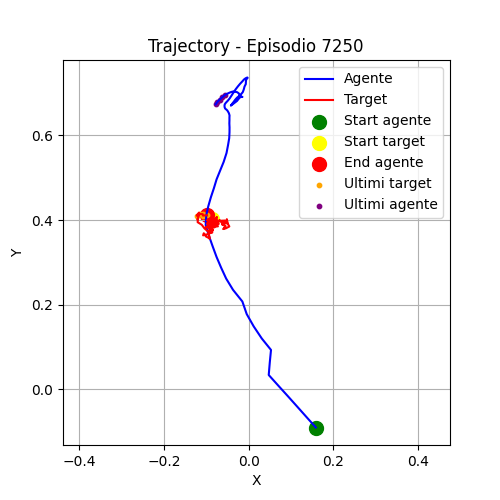 Trajectory - Episodio 7250
Agente
Target
Start agente
Start target
End agente
Ultimi target
Ultimi agente
Y
0.6
0.4
0.2
0.0
−0.4
−0.2
0.0
0.2
0.4
X